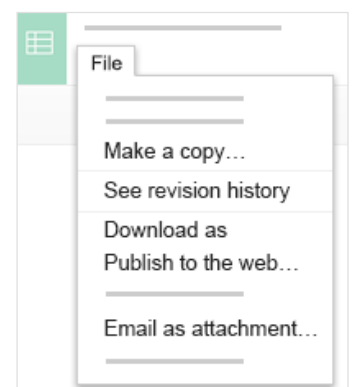 File
Make a copy…
See revision history
Download as
Publish to the web…
Email as attachment…